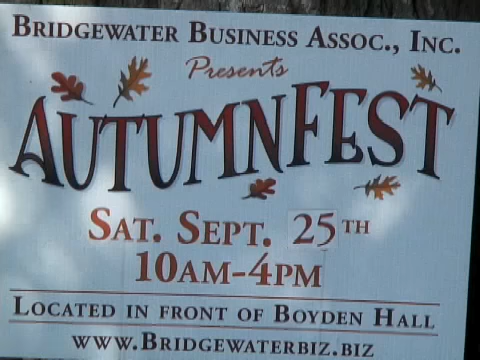 BRIDGEWATER BUSINESS ASSOC., INC.
Presents
AUTUMNFEST
SAT. SEPT. 25TH
10AM-4PM
LOCATED IN FRONT OF BOYDEN HALL
WWW.BRIDGEWATERBIZ.BIZ